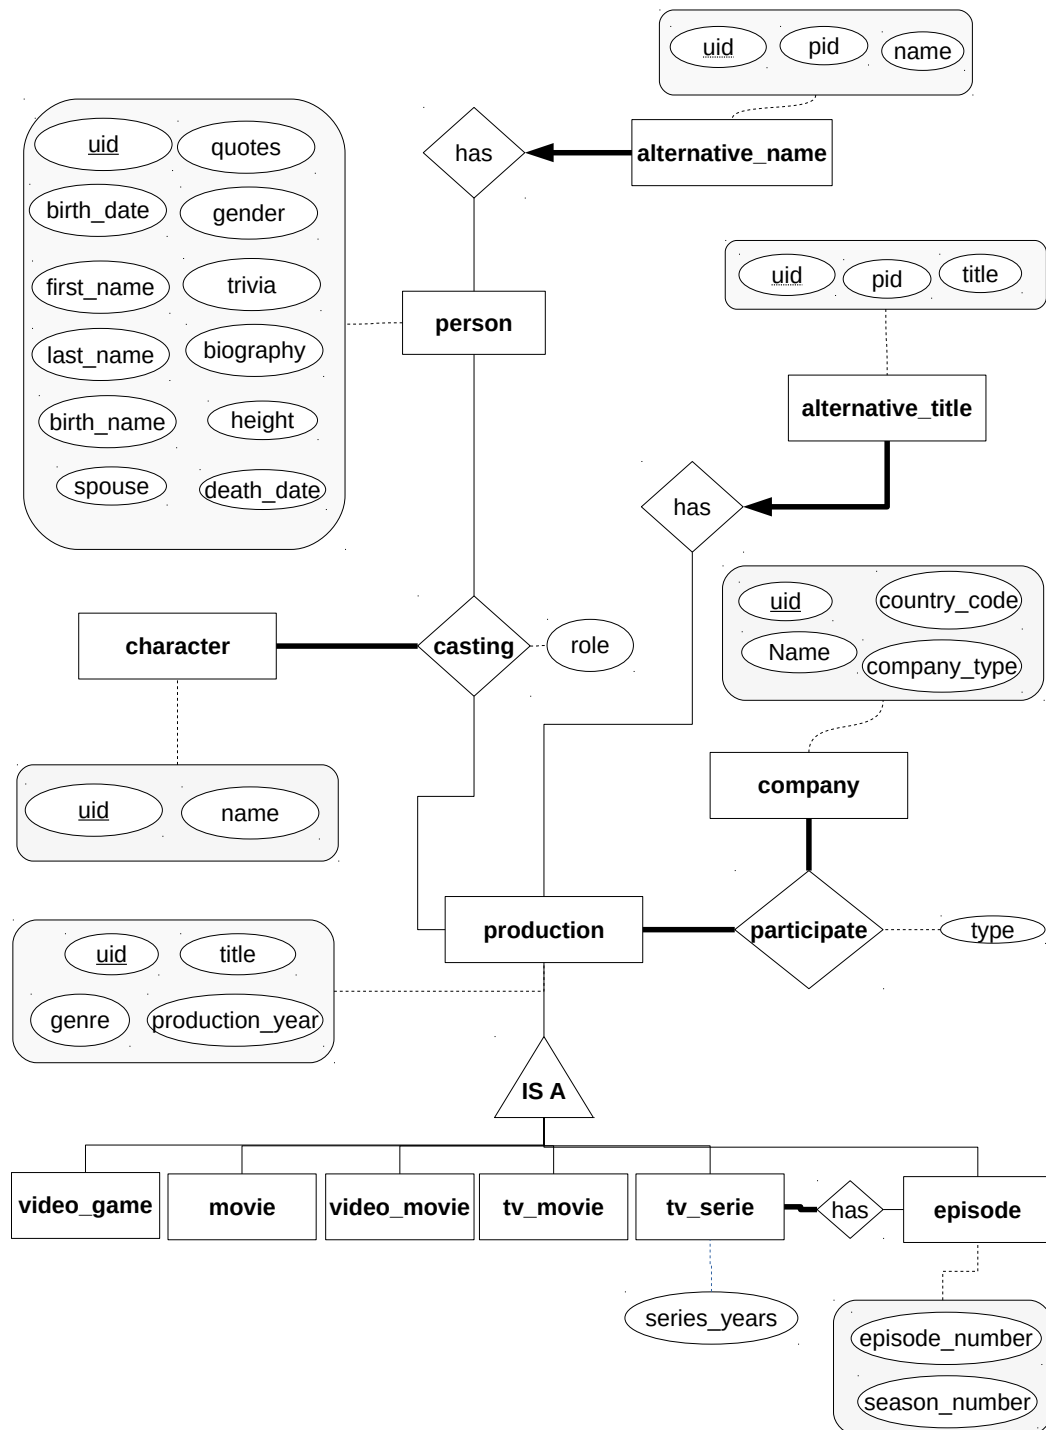 uid
pid
name
has
alternative_name
uid
quotes
birth_date
gender
first_name
trivia
last_name
biography
birth_name
height
spouse
death_date
person
uid
pid
title
alternative_title
has
character
casting
role
uid
country_code
Name
company_type
company
uid
name
production
participate
type
uid
title
genre
production_year
IS A
video_game
movie
video_movie
tv_movie
tv_serie
has
episode
series_years
episode_number
season_number